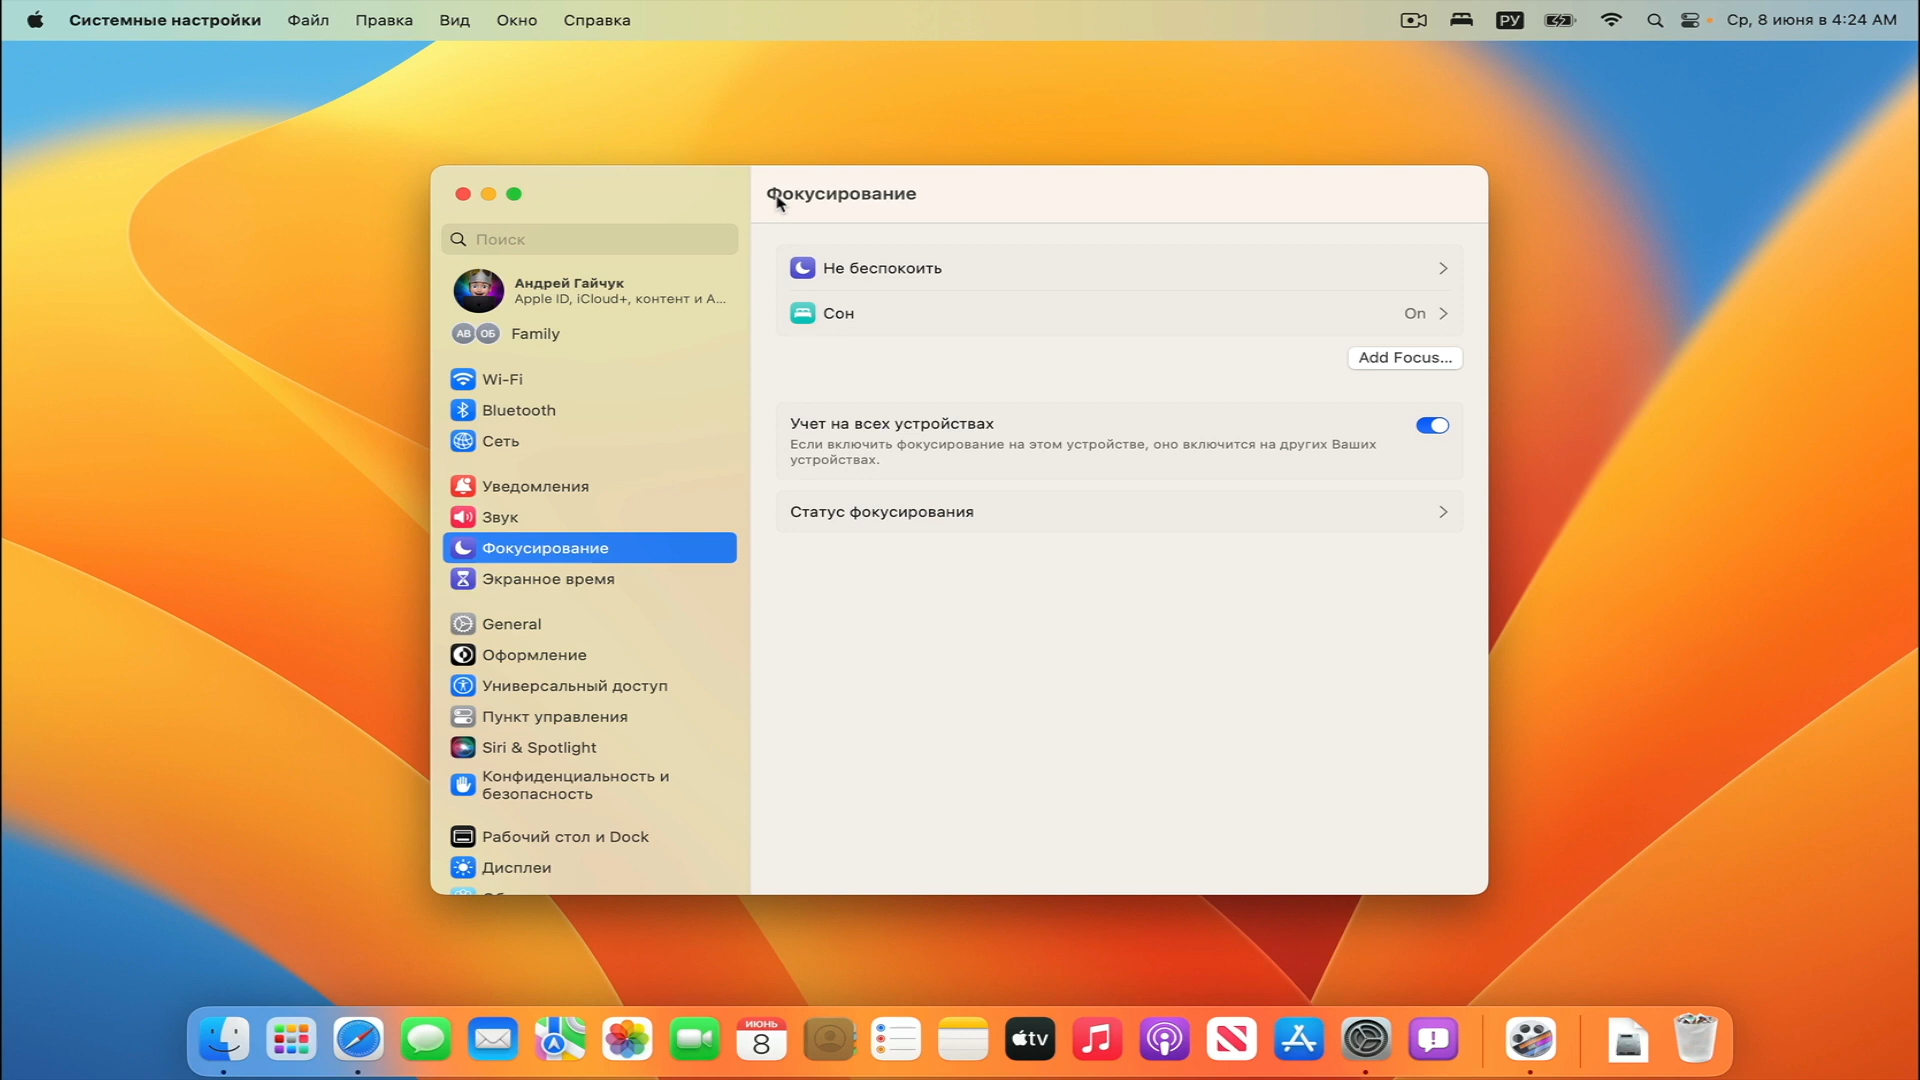 Системные настройки Файл Правка Вид Окно Справка РУ Ср, 8 июня в 4:24 AM
Фокусирование
Поиск
Андрей Гайчук
Apple ID, iCloud+, контент и A...
АВ ОБ Family
Wi-Fi
Bluetooth
Сеть
Уведомления
Звук
Фокусирование
Экранное время
General
Оформление
Универсальный доступ
Пункт управления
Siri & Spotlight
Конфиденциальность и
безопасность
Рабочий стол и Dock
Дисплеи
Не беспокоить
Сон On
Add Focus...
Учет на всех устройствах
Если включить фокусирование на этом устройстве, оно включится на других Ваших
устройствах.
Статус фокусирования
ИЮНЬ
8
tv